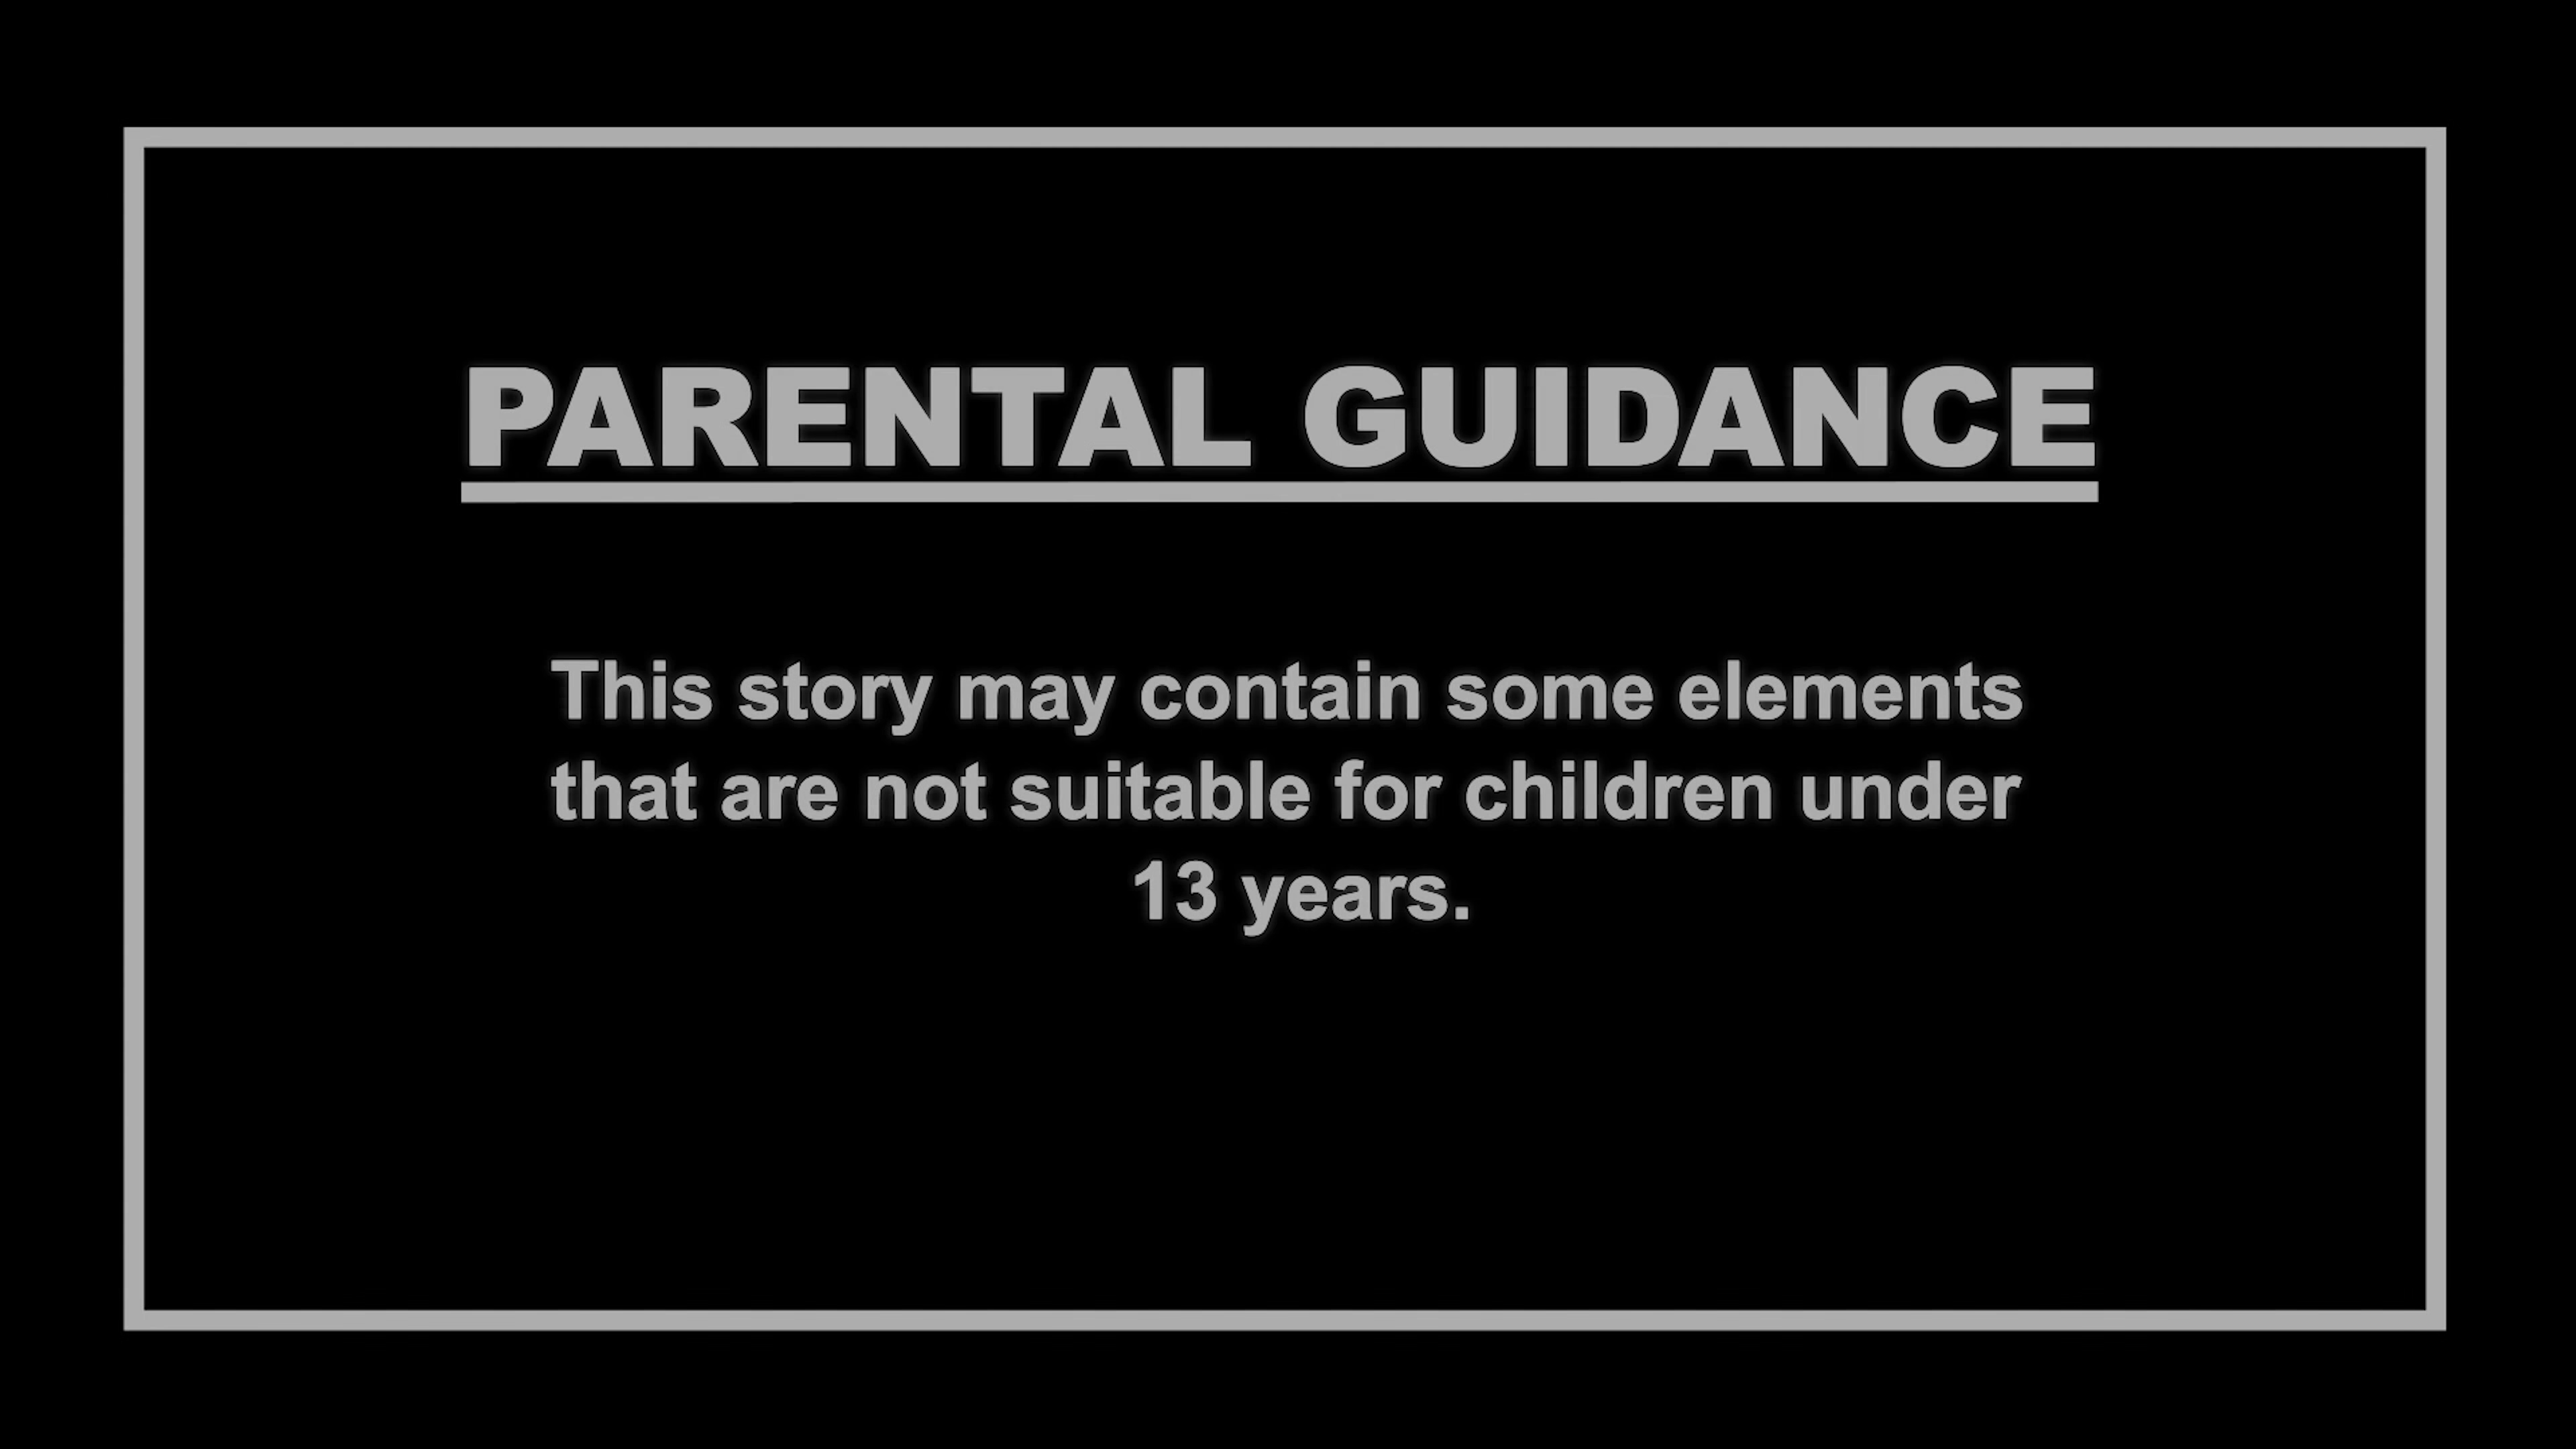 PARENTAL GUIDANCE
This story may contain some elements
that are not suitable for children under
13 years.